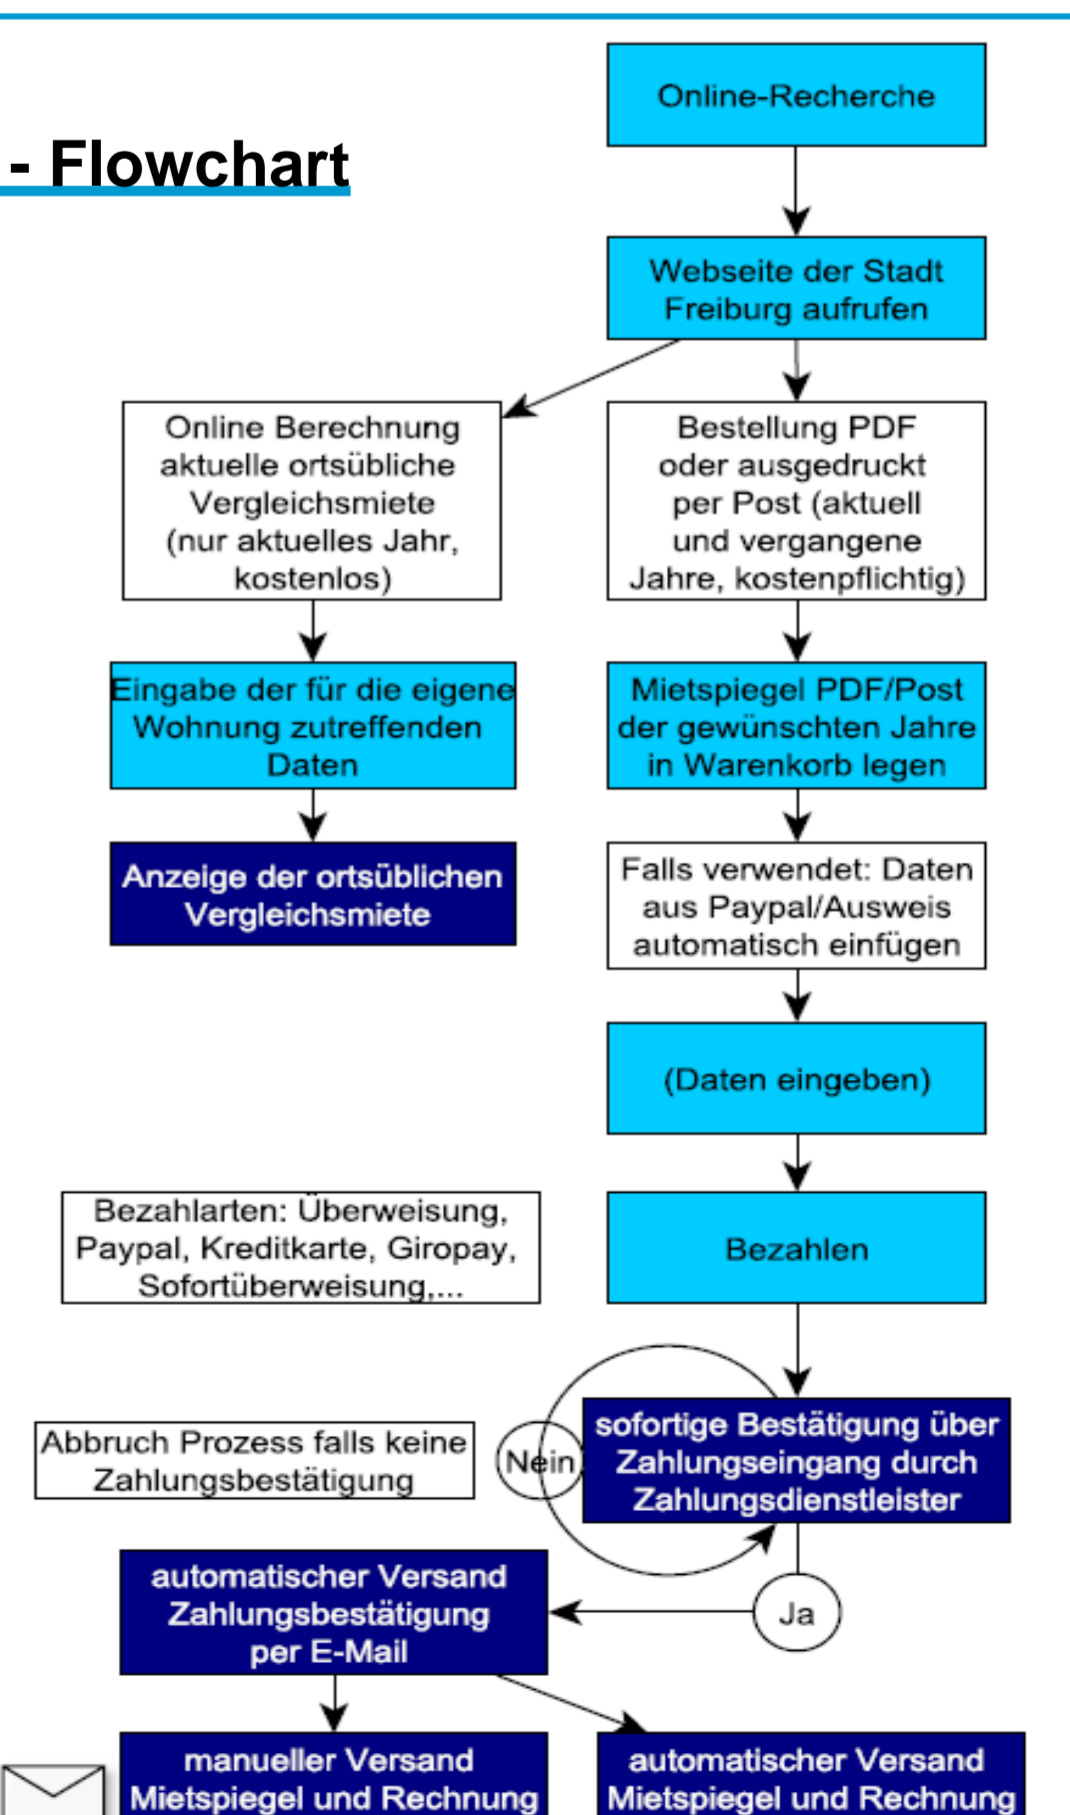 - Flowchart
Online-Recherche
Webseite der Stadt
Freiburg aufrufen
Online Berechnung
aktuelle ortsübliche
Vergleichsmiete
(nur aktuelles Jahr,
kostenlos)
Bestellung PDF
oder ausgedruckt
per Post (aktuell
und vergangene
Jahre, kostenpflichtig)
Eingabe der für die eigene
Wohnung zutreffenden
Daten
Mietspiegel PDF/Post
der gewünschten Jahre
in Warenkorb legen
Anzeige der ortsüblichen
Vergleichsmiete
Falls verwendet: Daten
aus Paypal/Ausweis
automatisch einfügen
(Daten eingeben)
Bezahlarten: Überweisung,
Paypal, Kreditkarte, Giropay,
Sofortüberweisung,...
Bezahlen
Abbruch Prozess falls keine
Zahlungsbestätigung
Nein
sofortige Bestätigung über
Zahlungseingang durch
Zahlungsdienstleister
automatischer Versand
Zahlungsbestätigung
per E-Mail
Ja
manueller Versand
Mietspiegel und Rechnung
automatischer Versand
Mietspiegel und Rechnung